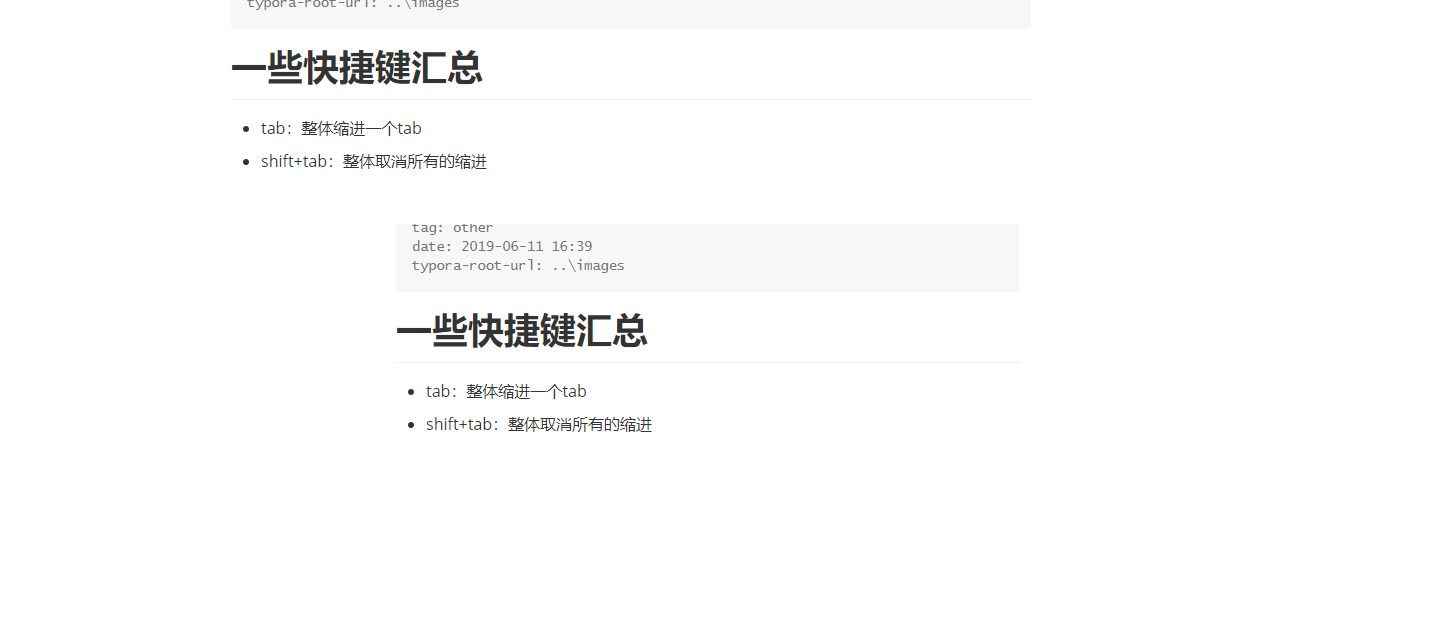 typora-root-url: ..\images
一些快捷键汇总
tab：整体缩进一个tab
shift+tab：整体取消所有的缩进
tag: other
date: 2019-06-11 16:39
typora-root-url: ..\images
一些快捷键汇总
tab：整体缩进一个tab
shift+tab：整体取消所有的缩进